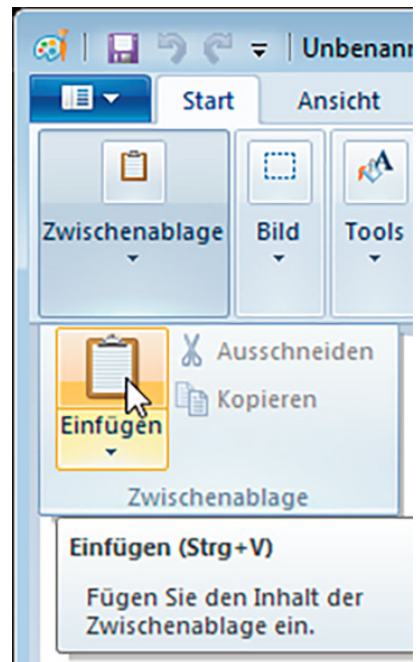 Unbenann
Start Ansicht
Zwischenablage Bild Tools
Ausschneiden
Kopieren
Einfügen
Zwischenablage
Einfügen (Strg+V)
Fügen Sie den Inhalt der
Zwischenablage ein.